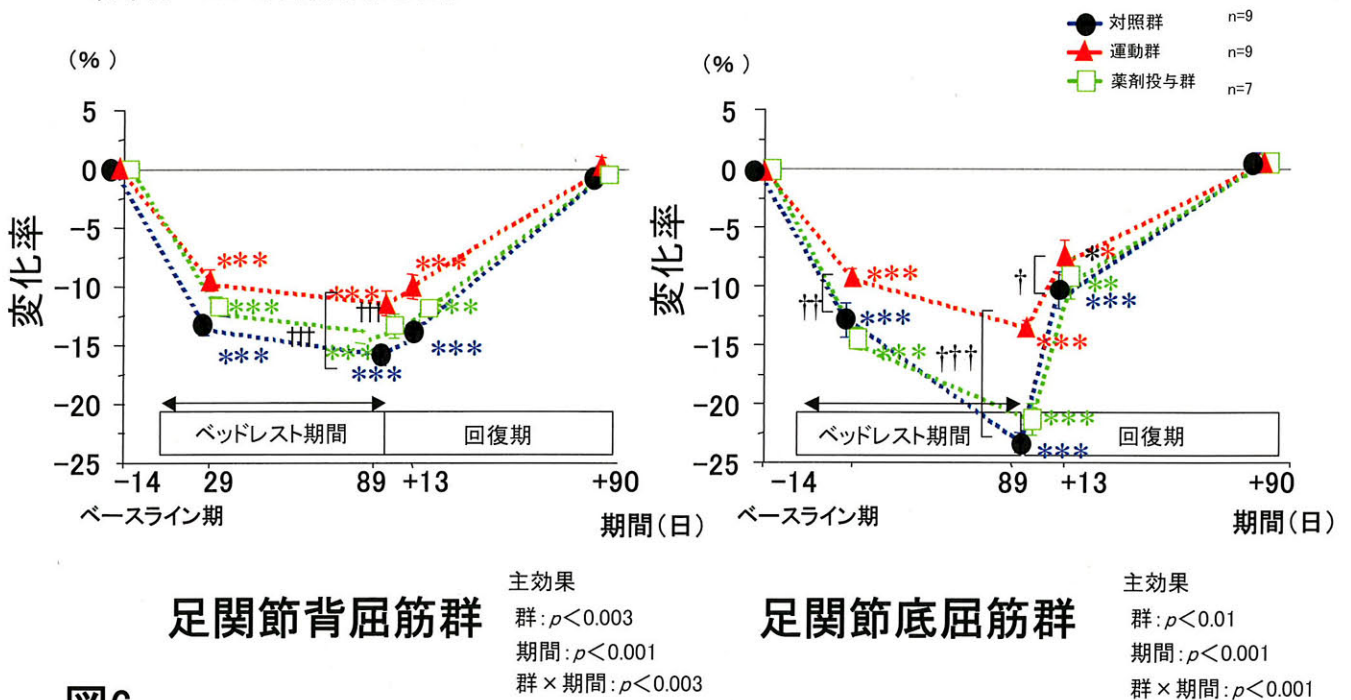 対照群 n=9
運動群 n=9
薬剤投与群 n=7
(%)
5
0
-5
-10
-15
-20
-25
変化率
***
***
***
***
***
***
***
**
***
†††
†††
ベッドレスト期間
回復期
-14 29 89 +13 +90
ベースライン期
期間(日)
(%)
5
0
-5
-10
-15
-20
-25
変化率
***
***
***
***
***
***
**
**
***
††
†††
†
ベッドレスト期間
回復期
-14 89 +13 +90
ベースライン期
期間(日)
足関節背屈筋群
主効果
群:p<0.003
期間:p<0.001
群×期間:p<0.003
足関節底屈筋群
主効果
群:p<0.01
期間:p<0.001
群×期間:p<0.001